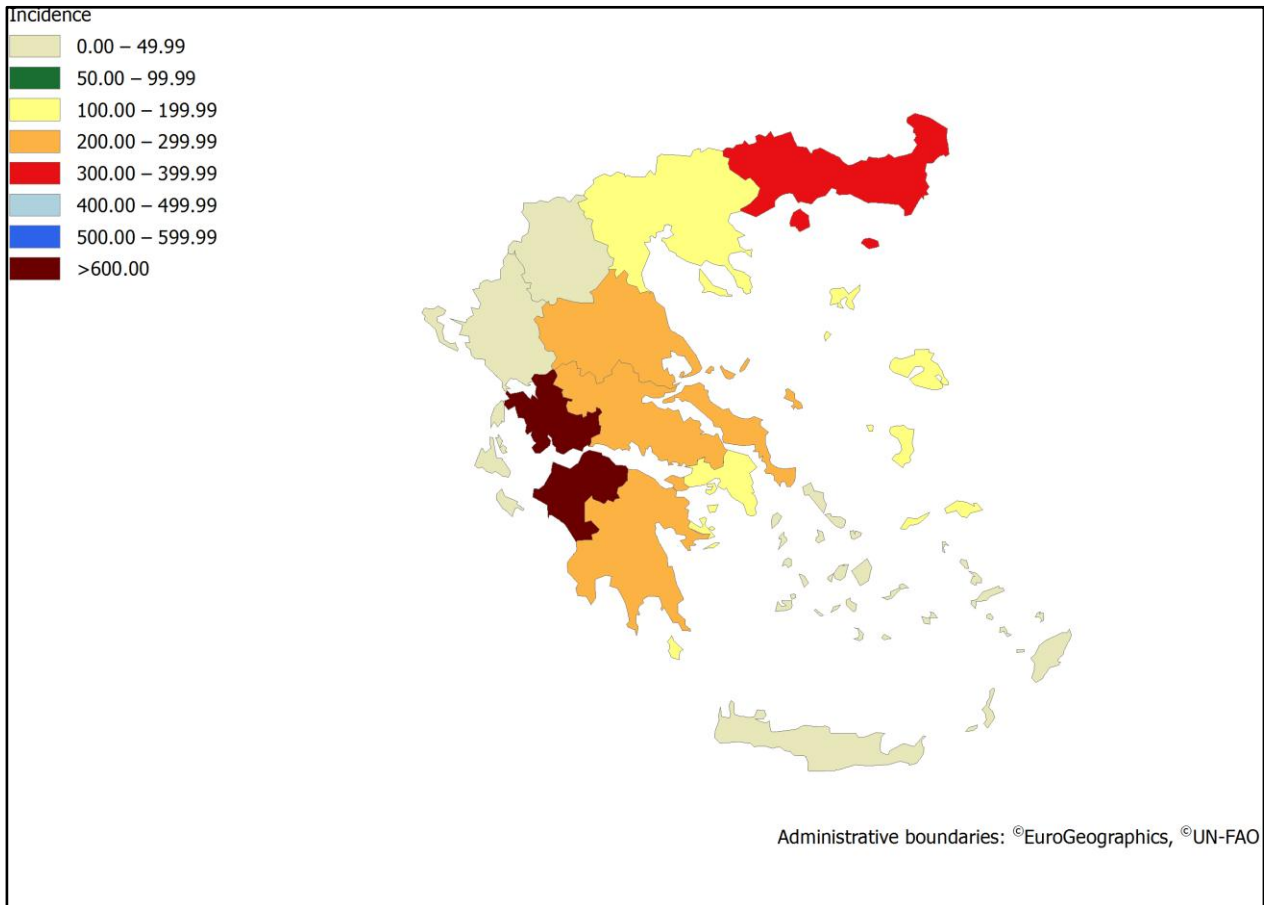 Incidence
0.00 – 49.99
50.00 – 99.99
100.00 – 199.99
200.00 – 299.99
300.00 – 399.99
400.00 – 499.99
500.00 – 599.99
>600.00
Administrative boundaries: ©EuroGeographics, ©UN-FAO